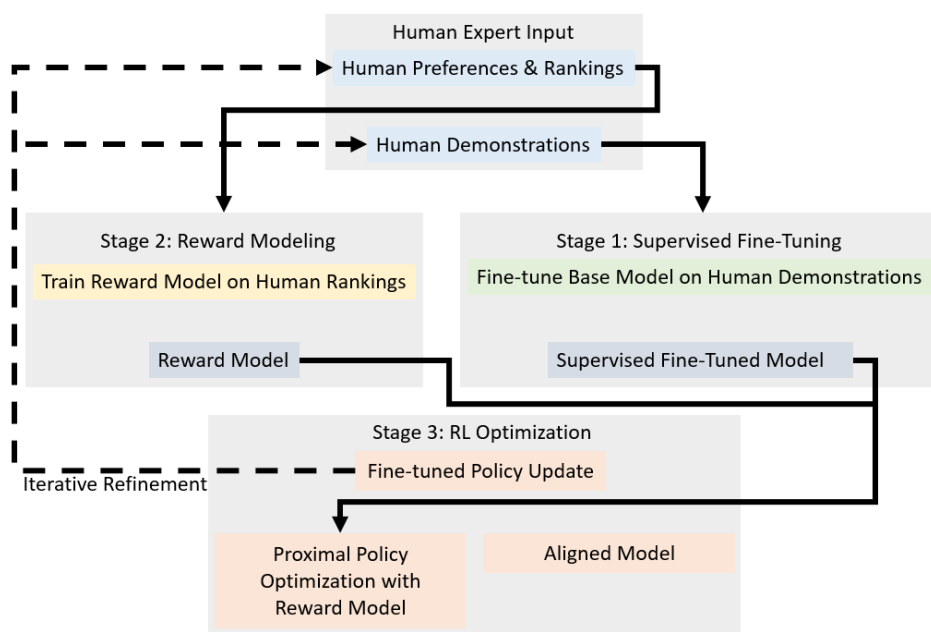 Human Expert Input
Human Preferences & Rankings
Human Demonstrations
Stage 2: Reward Modeling
Train Reward Model on Human Rankings
Reward Model
Stage 1: Supervised Fine-Tuning
Fine-tune Base Model on Human Demonstrations
Supervised Fine-Tuned Model
Stage 3: RL Optimization
Fine-tuned Policy Update
Iterative Refinement
Proximal Policy
Optimization with
Reward Model
Aligned Model